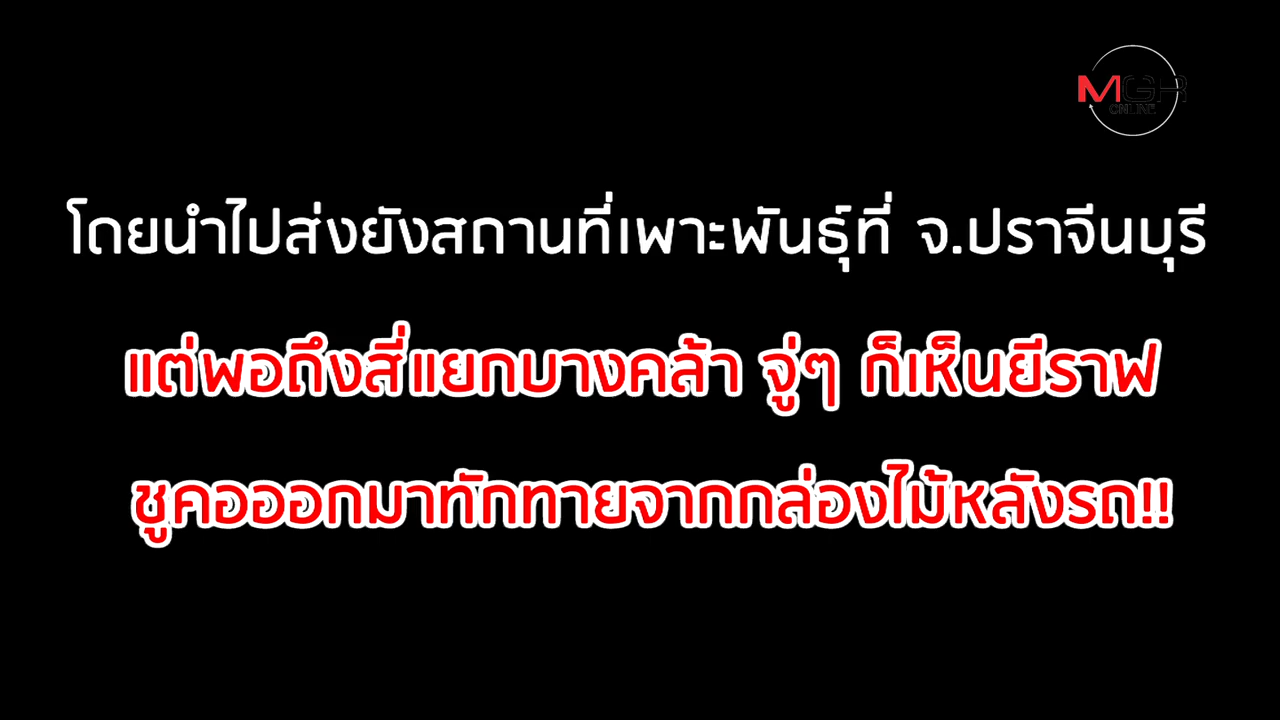 MGR
ONLINE
โดยนำไปส่งยังสถานที่เพาะพันธุ์ที่ จ.ปราจีนบุรี
แต่พอถึงสี่แยกบางคล้า จู่ๆ ก็เห็นยีราฟ
ชูคอออกมาทักทายจากกล่องไม้หลังรถ!!